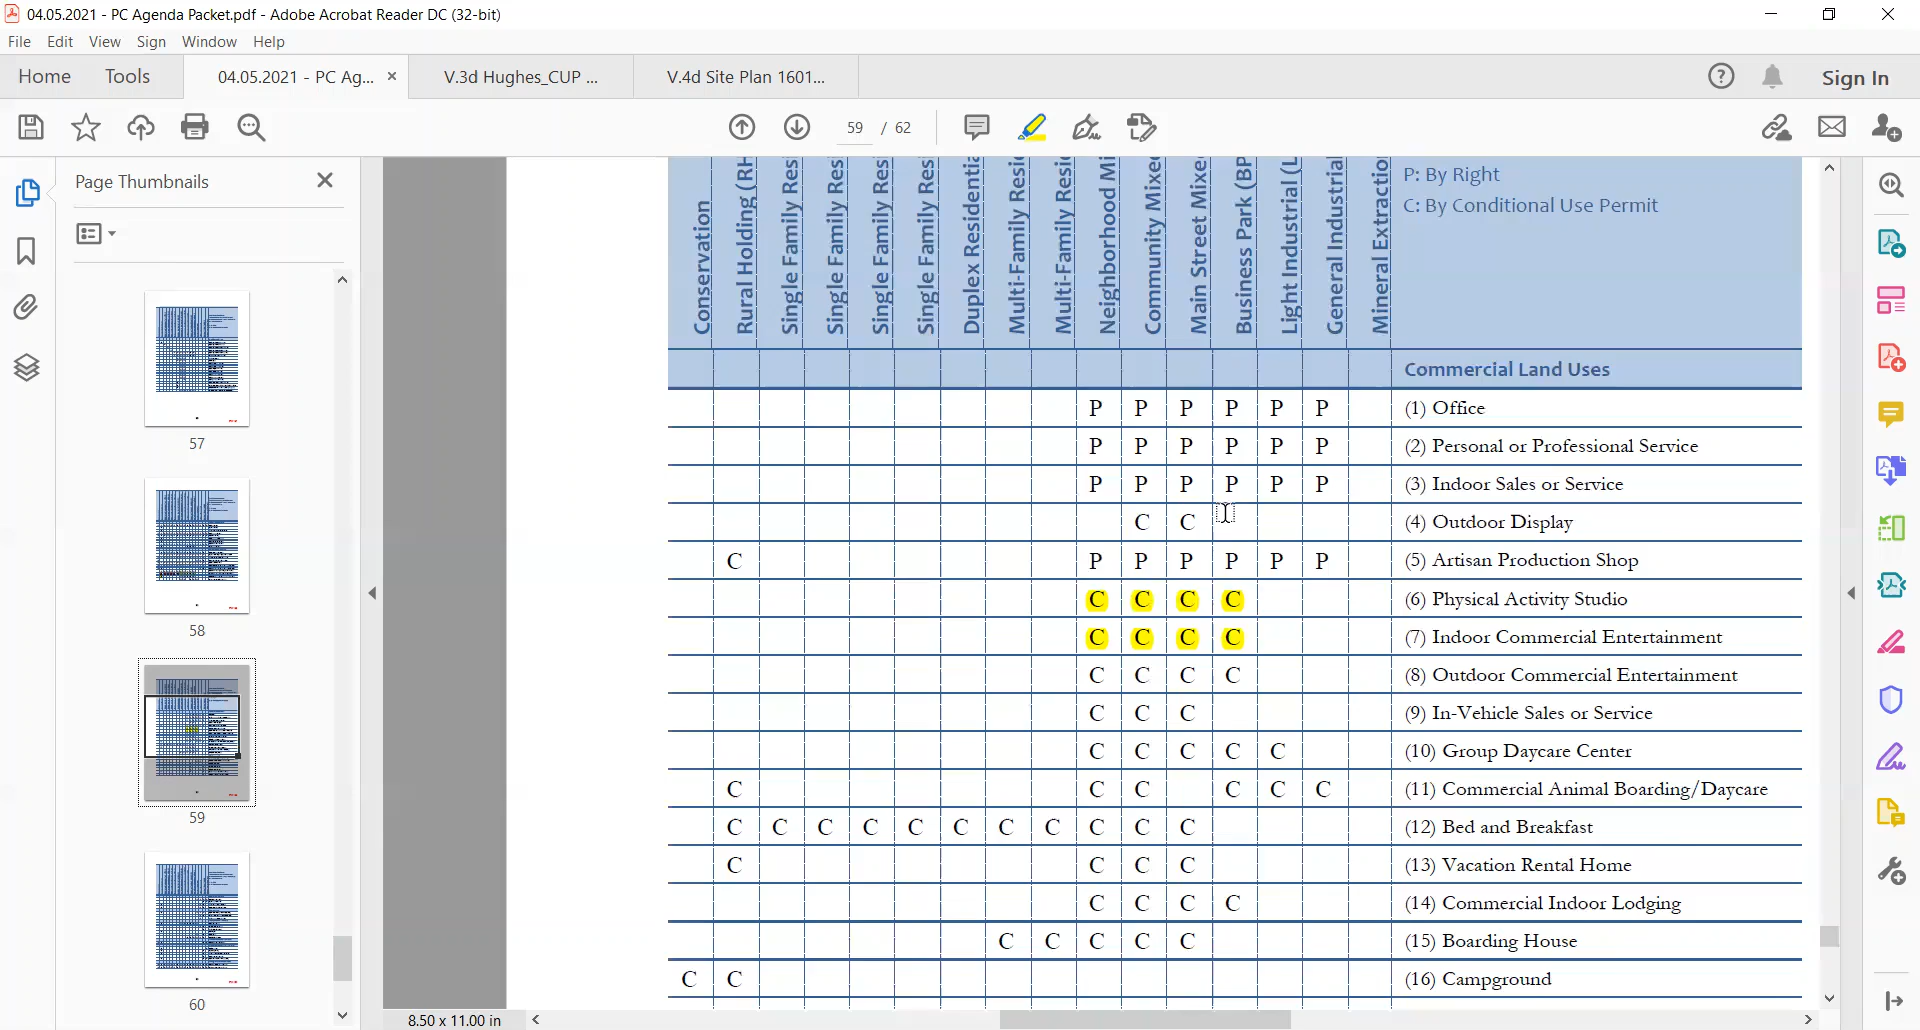 04.05.2021 - PC Agenda Packet.pdf - Adobe Acrobat Reader DC (32-bit)
File Edit View Sign Window Help
Home Tools 04.05.2021 - PC Ag... V.3d Hughes_CUP ... V.4d Site Plan 1601... Sign In
59 / 62
Page Thumbnails
57
58
59
60
Conservation
Rural Holding (RH
Single Family Res
Single Family Res
Single Family Res
Single Family Res
Duplex Residentia
Multi-Family Resi
Multi-Family Resi
Neighborhood Mi
Community Mixe
Main Street Mixe
Business Park (BP
Light Industrial (L
General Industrial
Mineral Extractio
P: By Right
C: By Conditional Use Permit
Commercial Land Uses
P P P P P P (1) Office
P P P P P P (2) Personal or Professional Service
P P P P P P (3) Indoor Sales or Service
C C (4) Outdoor Display
C P P P P P P (5) Artisan Production Shop
C C C C (6) Physical Activity Studio
C C C C (7) Indoor Commercial Entertainment
C C C C (8) Outdoor Commercial Entertainment
C C C (9) In-Vehicle Sales or Service
C C C C C (10) Group Daycare Center
C C C C C C (11) Commercial Animal Boarding/Daycare
C C C C C C C C C C C (12) Bed and Breakfast
C C C C (13) Vacation Rental Home
C C C C (14) Commercial Indoor Lodging
C C C C C (15) Boarding House
C C (16) Campground
8.50 x 11.00 in